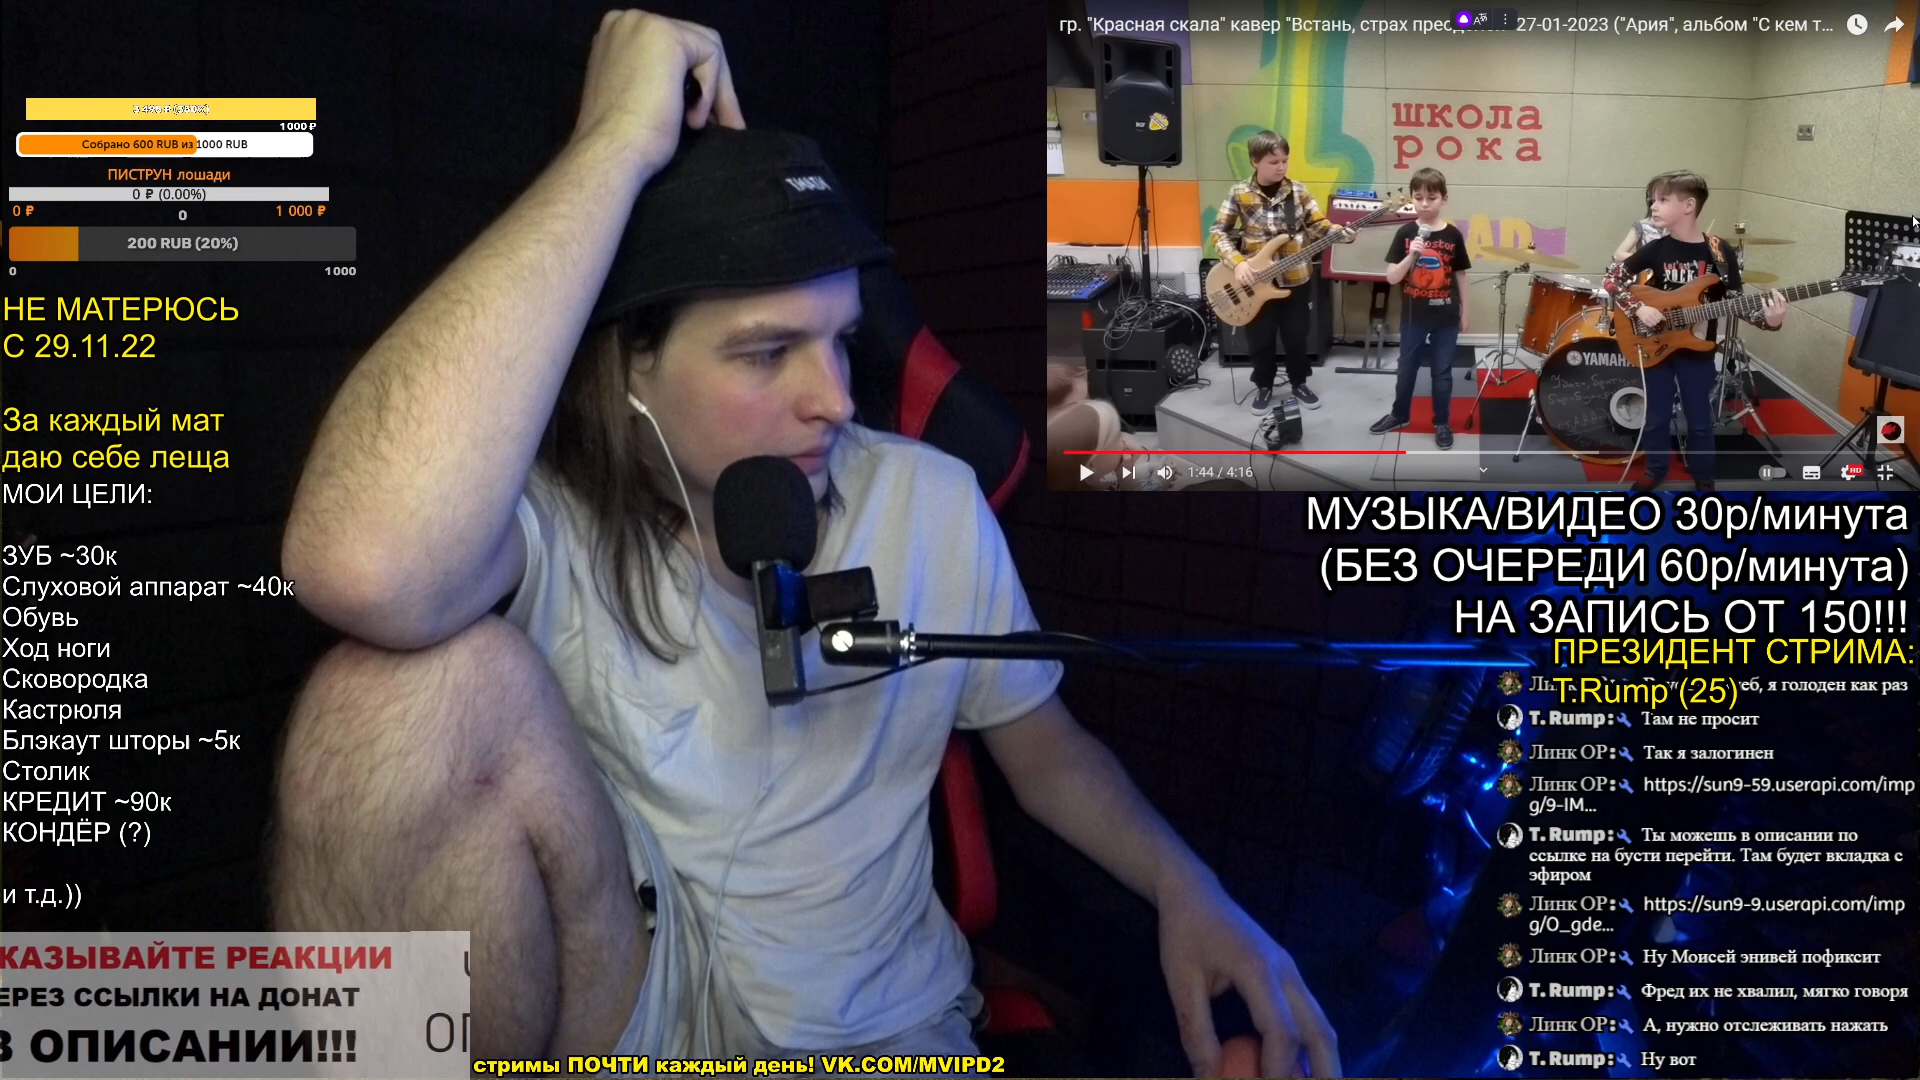 1000 ₽
Собрано 600 RUB из 1000 RUB
ПИСТРУН лошади
0 ₽ (0.00%)
0 ₽
0
1 000 ₽
200 RUB (20%)
0
1000
НЕ МАТЕРЮСЬ
С 29.11.22
За каждый мат
даю себе леща
МОИ ЦЕЛИ:
ЗУБ ~30к
Слуховой аппарат ~40к
Обувь
Ход ноги
Сковородка
Кастрюля
Блэкаут шторы ~5к
Столик
КРЕДИТ ~90к
КОНДЁР (?)
и т.д.))
КАЗЫВАЙТЕ РЕАКЦИИ
ЕРЕЗ ССЫЛКИ НА ДОНАТ
В ОПИСАНИИ!!!
стримы ПОЧТИ каждый день! VK.COM/MVIPD2
гр. "Красная скала" кавер "Встань, страх 27-01-2023 ("Ария", альбом "С кем т...
школа
рока
Impostor
impostor
Let's
ROCK
YAMAHA
1:44 / 4:16
HD
МУЗЫКА/ВИДЕО 30р/минута
(БЕЗ ОЧЕРЕДИ 60р/минута)
НА ЗАПИСЬ ОТ 150!!!
ПРЕЗИДЕНТ СТРИМА:
T.Rump (25)
я голоден как раз
T. Rump: Там не просит
Линк ОР: Так я залогинен
Линк ОР: https://sun9-59.userapi.com/imp
g/9-IM...
T. Rump: Ты можешь в описании по
ссылке на бусти перейти. Там будет вкладка с
эфиром
Линк ОР: https://sun9-9.userapi.com/imp
g/O_gde...
Линк ОР: Ну Моисей энивей пофиксит
T. Rump: Фред их не хвалил, мягко говоря
Линк ОР: А, нужно отслеживать нажать
T. Rump: Ну вот